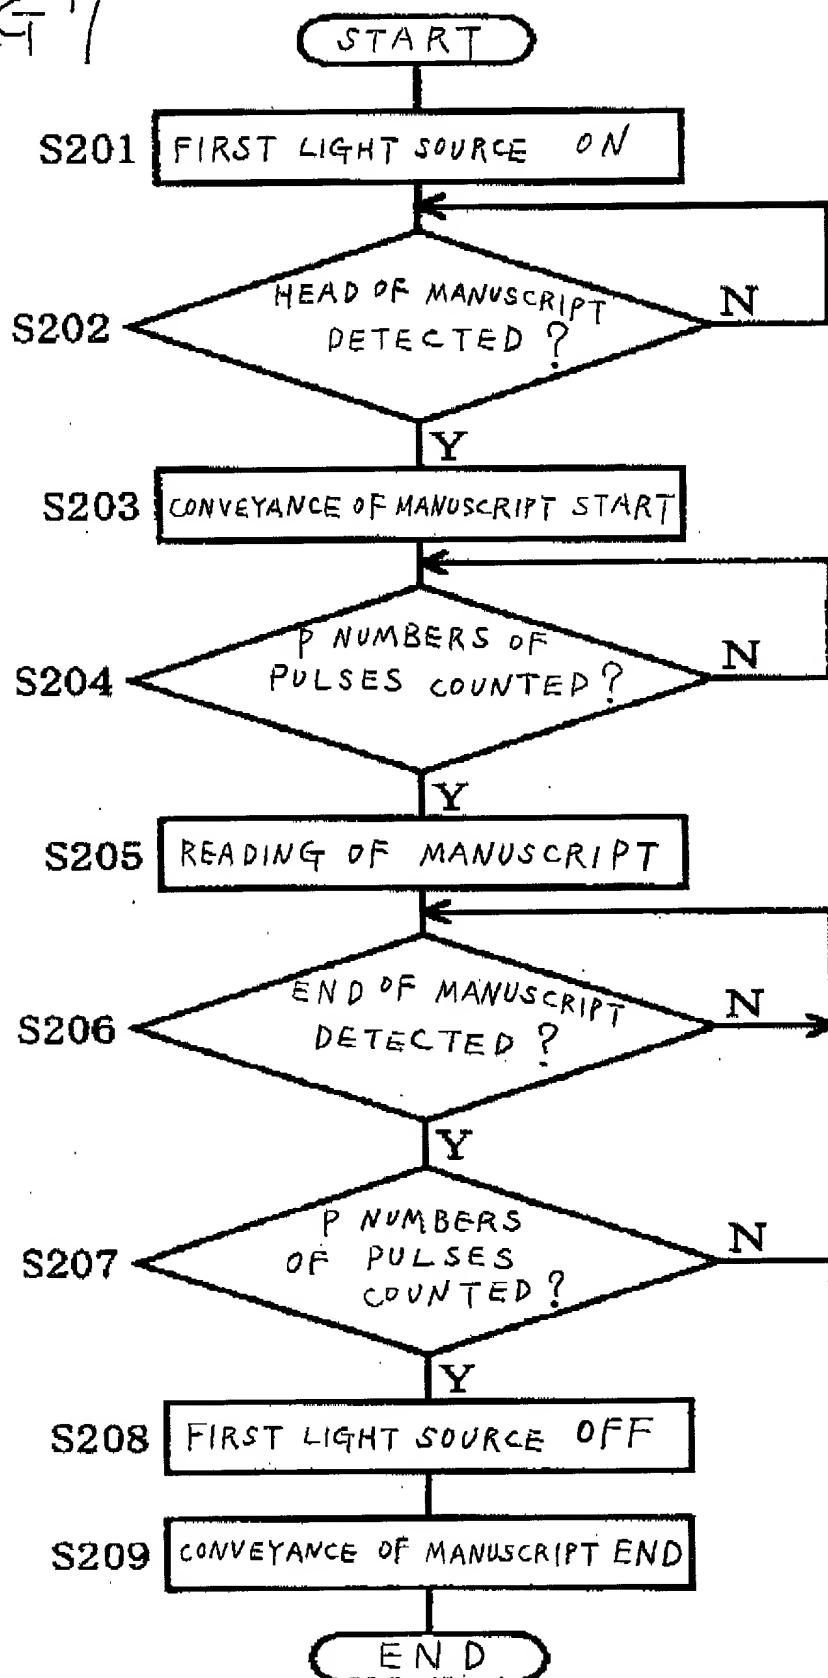 START
S201 FIRST LIGHT SOURCE ON
HEAD OF MANUSCRIPT
N
S202 DETECTED?
Y
S203 CONVEYANCE OF MANUSCRIPT START
P NUMBERS OF
N
S204 PULSES COUNTED?
Y
S205 READING OF MANUSCRIPT
END OF MANUSCRIPT
N
S206 DETECTED?
Y
P NUMBERS
N
S207 OF PULSES
COUNTED?
Y
S208 FIRST LIGHT SOURCE OFF
S209 CONVEYANCE OF MANUSCRIPT END
END